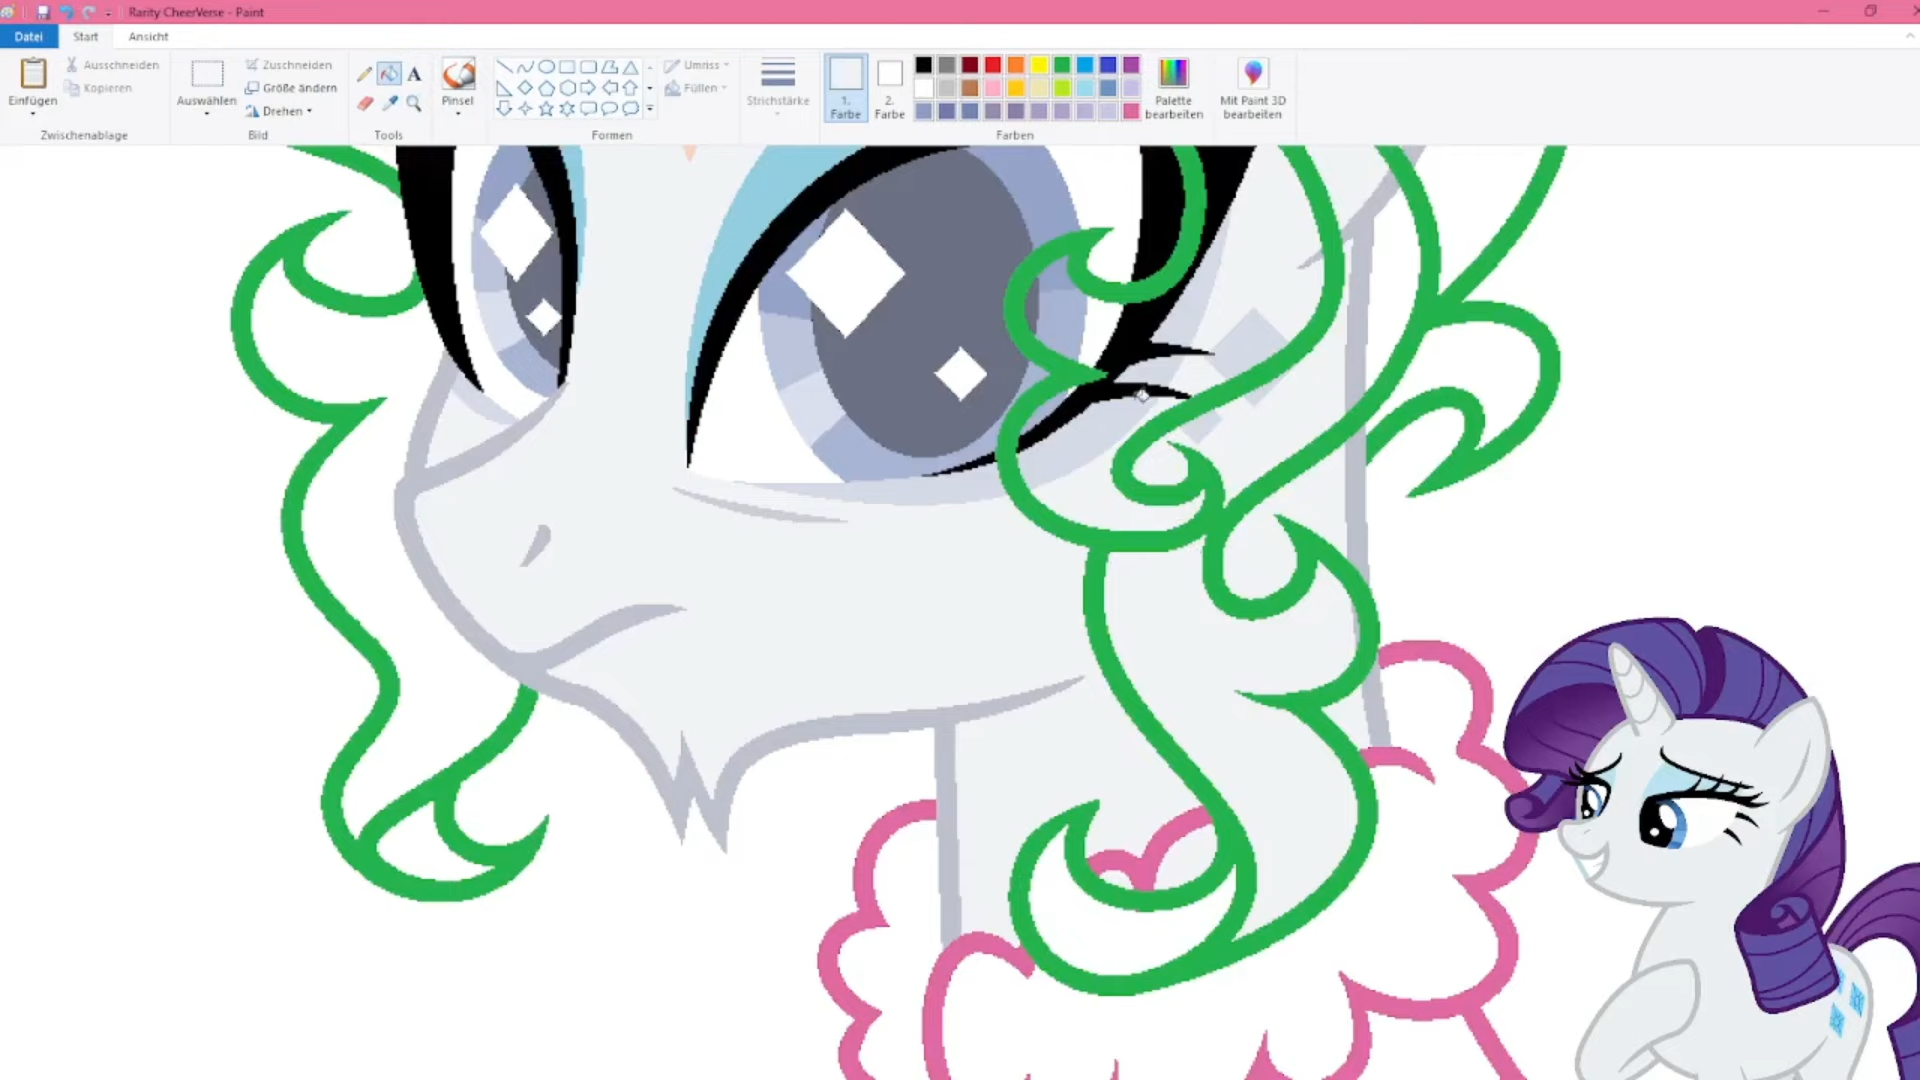 Rarity CheerVerse - Paint
Datei Start Ansicht
Einfügen
Ausschneiden
Kopieren
Zwischenablage
Auswählen
Zuschneiden
Größe ändern
Drehen
Bild
A
Tools
Pinsel
Formen
Umriss
Füllen
Strichstärke
1.
Farbe
2.
Farbe
Farben
Palette
bearbeiten
Mit Paint 3D
bearbeiten